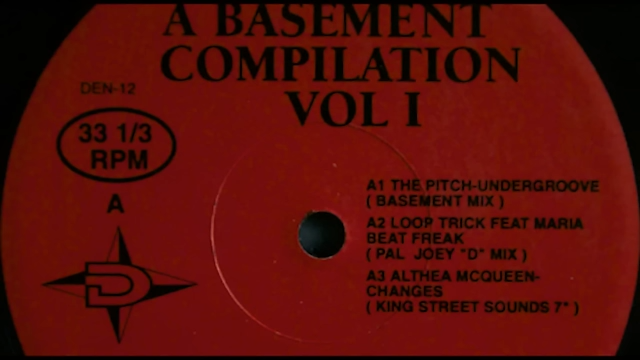 A BASEMENT
COMPILATION
VOL I
DEN-12
33 1/3
RPM
A
D
A1 THE PITCH-UNDERGROOVE
( BASEMENT MIX )
A2 LOOP TRICK FEAT MARIA
BEAT FREAK
( PAL JOEY "D" MIX )
A3 ALTHEA MCQUEEN-
CHANGES
( KING STREET SOUNDS 7" )